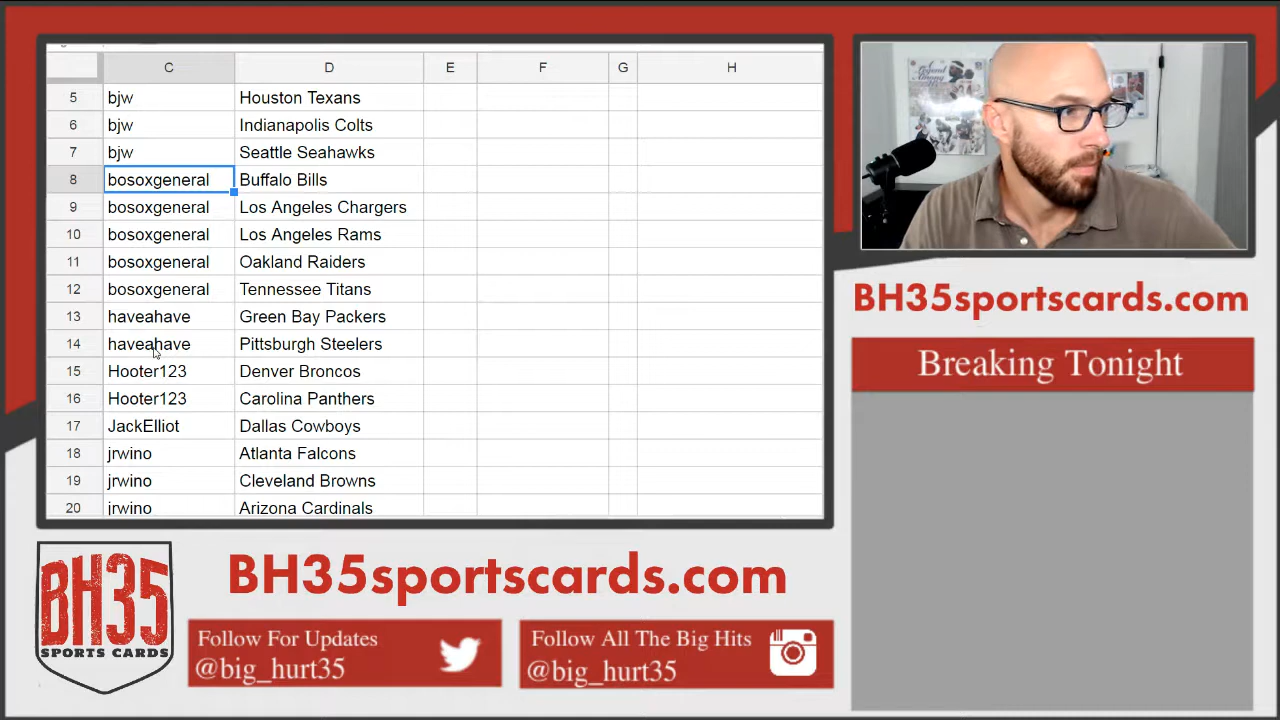 C D E F G H
5 bjw Houston Texans
6 bjw Indianapolis Colts
7 bjw Seattle Seahawks
8 bosoxgeneral Buffalo Bills
9 bosoxgeneral Los Angeles Chargers
10 bosoxgeneral Los Angeles Rams
11 bosoxgeneral Oakland Raiders
12 bosoxgeneral Tennessee Titans
13 haveahave Green Bay Packers
14 haveahave Pittsburgh Steelers
15 Hooter123 Denver Broncos
16 Hooter123 Carolina Panthers
17 JackElliot Dallas Cowboys
18 jrwino Atlanta Falcons
19 jrwino Cleveland Browns
20 jrwino Arizona Cardinals
BH35sportscards.com
Breaking Tonight
BH35
SPORTS CARDS
BH35sportscards.com
Follow For Updates
@big_hurt35
Follow All The Big Hits
@big_hurt35